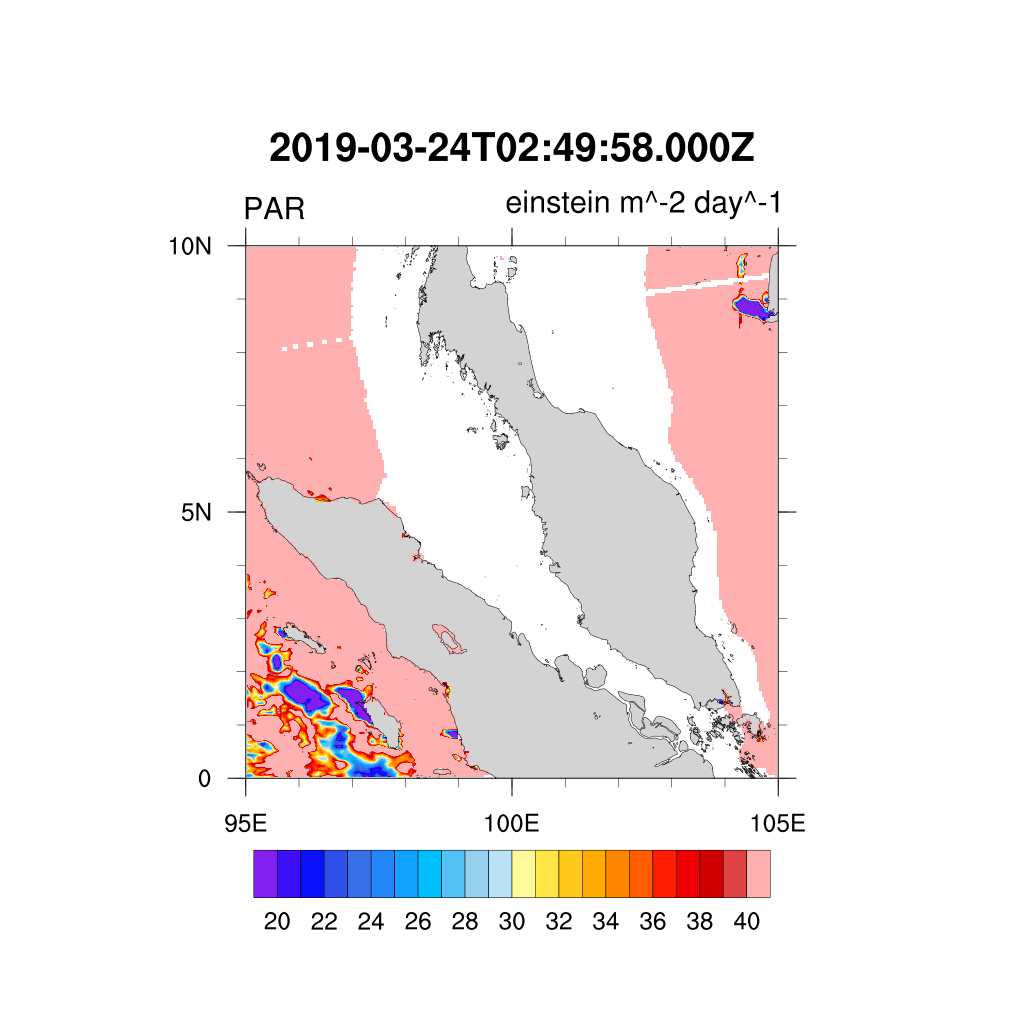 2019-03-24T02:49:58.000Z
PAR einstein m^-2 day^-1
10N
5N
0
95E 100E 105E
20 22 24 26 28 30 32 34 36 38 40